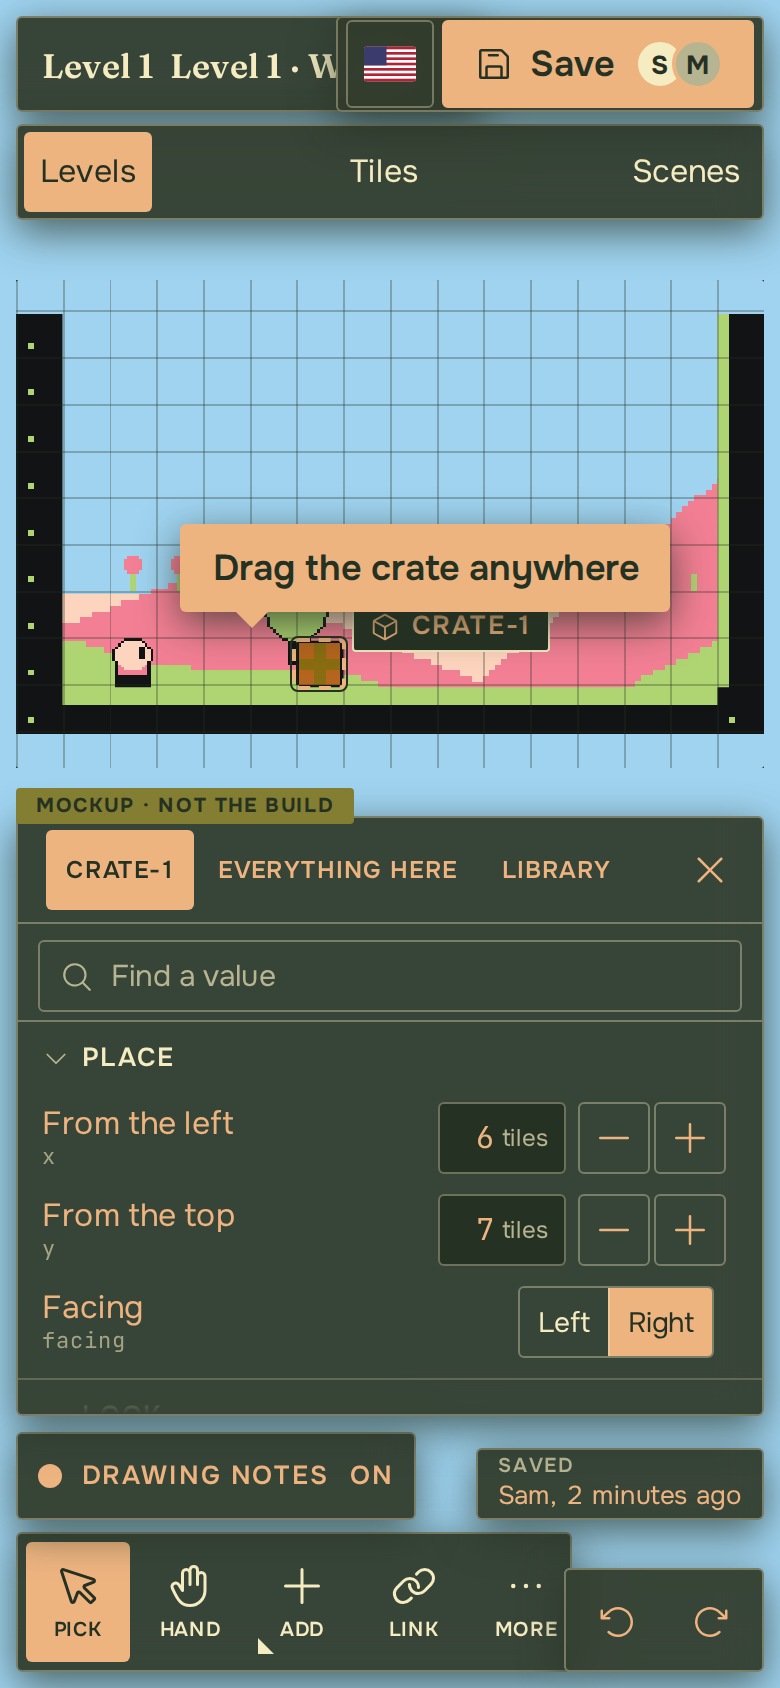 Level 1 Level 1 · W
Save S M
Levels Tiles Scenes
Drag the crate anywhere
CRATE-1
MOCKUP · NOT THE BUILD
CRATE-1 EVERYTHING HERE LIBRARY
Find a value
PLACE
From the left
x
6 tiles
From the top
y
7 tiles
Facing
facing
Left Right
DRAWING NOTES ON
SAVED
Sam, 2 minutes ago
PICK HAND ADD LINK MORE